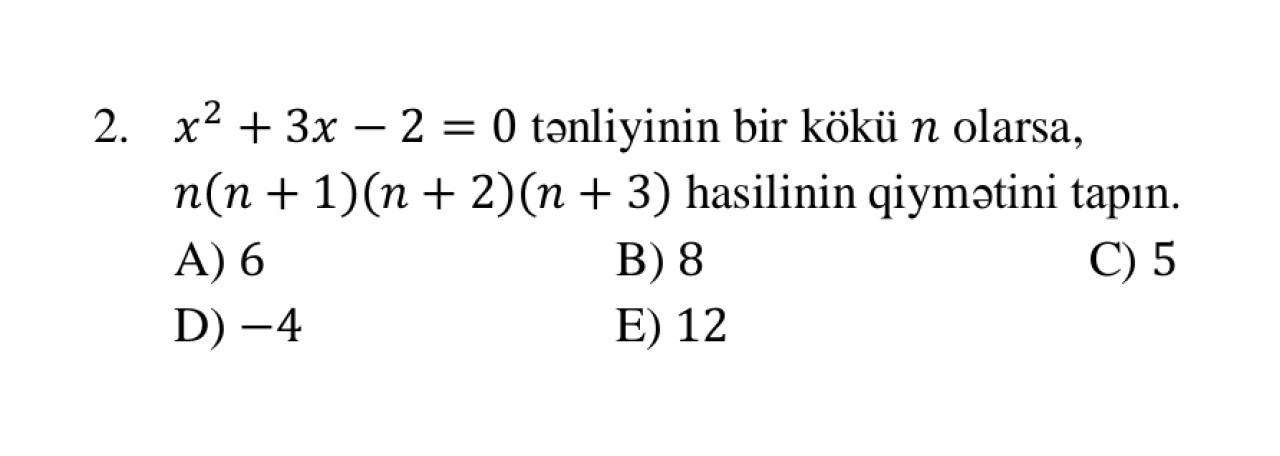 2. x² + 3x − 2 = 0 tənliyinin bir kökü n olarsa,
n(n + 1)(n + 2)(n + 3) hasilinin qiymətini tapın.
A) 6 B) 8 C) 5
D) −4 E) 12